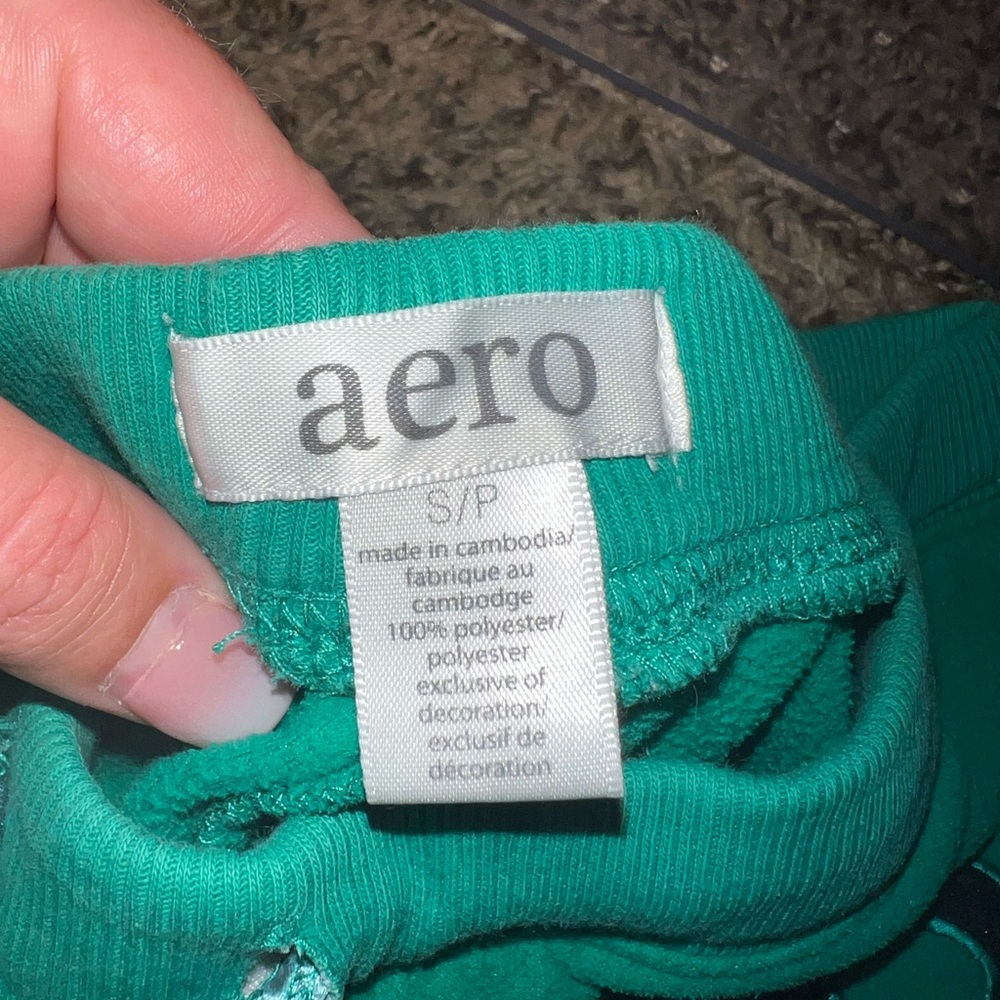 aero
S/P
made in cambodia/
fabrique au
cambodge
100% polyester/
polyester
exclusive of
decoration/
exclusif de
décoration